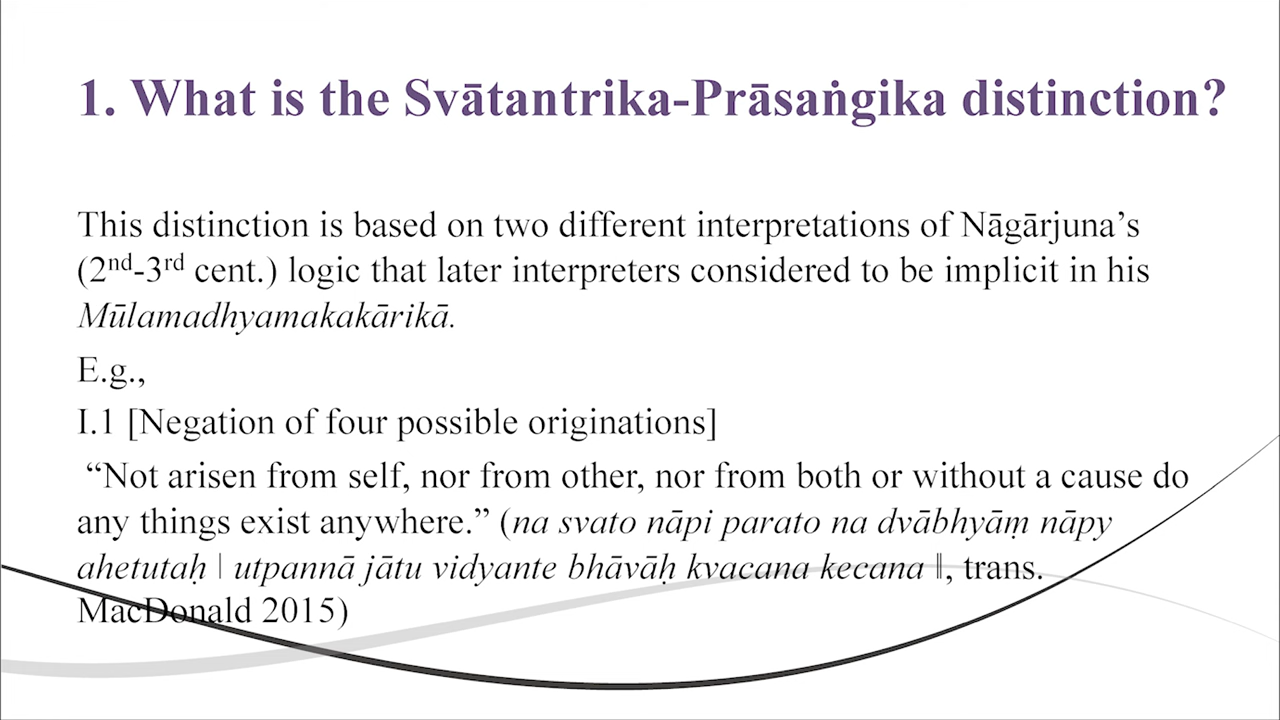 1. What is the Svātantrika-Prāsaṅgika distinction?
This distinction is based on two different interpretations of Nāgārjuna’s
(2nd-3rd cent.) logic that later interpreters considered to be implicit in his
Mūlamadhyamakakārikā.
E.g.,
I.1 [Negation of four possible originations]
“Not arisen from self, nor from other, nor from both or without a cause do
any things exist anywhere.” (na svato nāpi parato na dvābhyāṃ nāpy
ahetutaḥ | utpannā jātu vidyante bhāvāḥ kvacana kecana ||, trans.
MacDonald 2015)